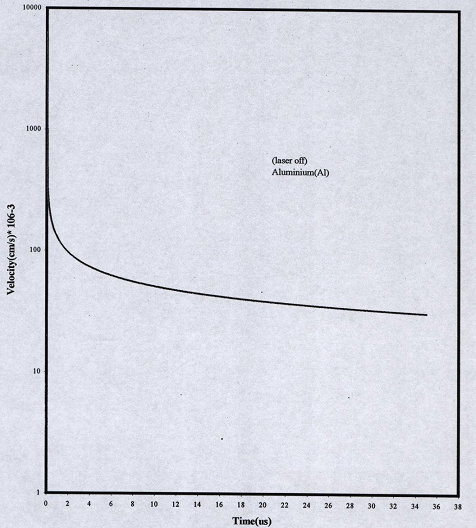 10000
1000
(laser off)
Aluminium(Al)
Velocity(cm/s)* 106-3
100
10
1
0 2 4 6 8 10 12 14 16 18 20 22 24 26 28 30 32 34 36 38
Time(us)